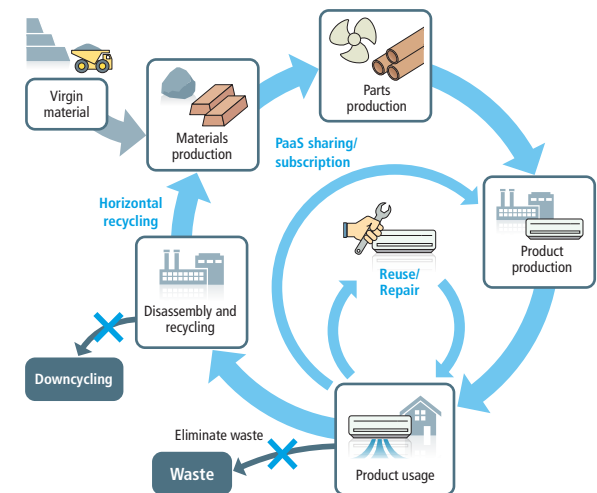 Virgin
material
Materials
production
Parts
production
PaaS sharing/
subscription
Horizontal
recycling
Product
production
Reuse/
Repair
Disassembly and
recycling
Downcycling
Eliminate waste
Waste
Product usage